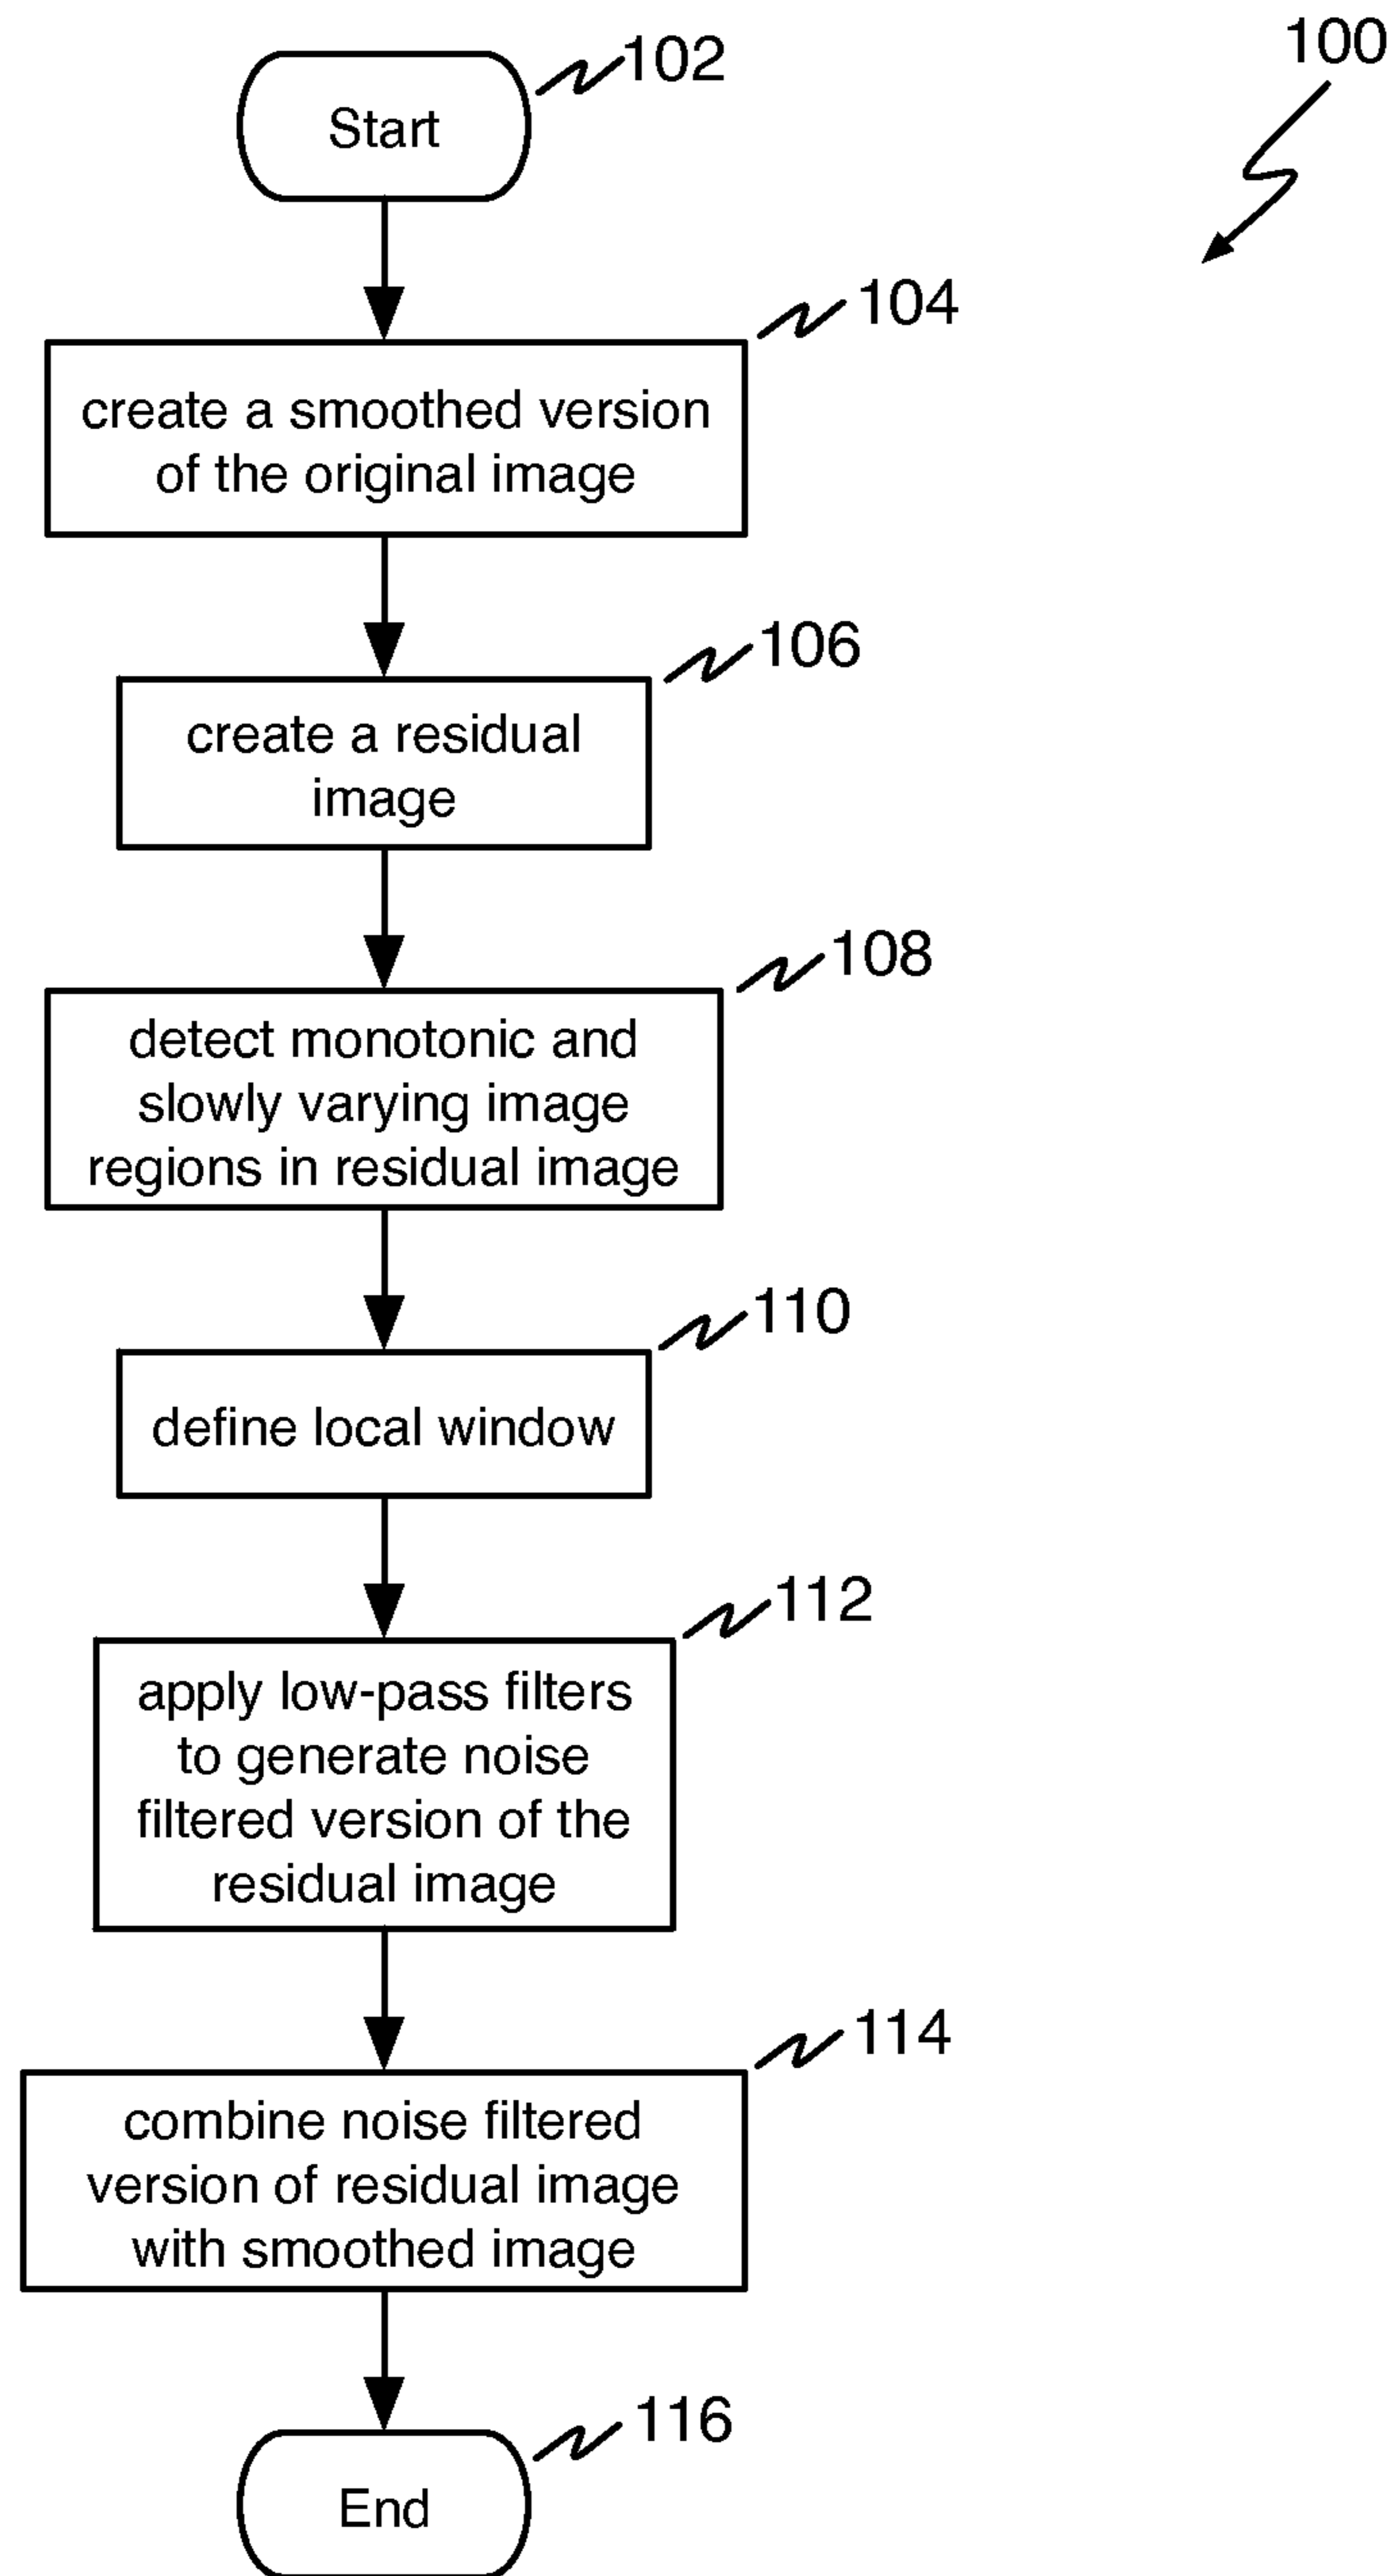 100
102
Start
104
create a smoothed version
of the original image
106
create a residual
image
108
detect monotonic and
slowly varying image
regions in residual image
110
define local window
112
apply low-pass filters
to generate noise
filtered version of the
residual image
114
combine noise filtered
version of residual image
with smoothed image
116
End